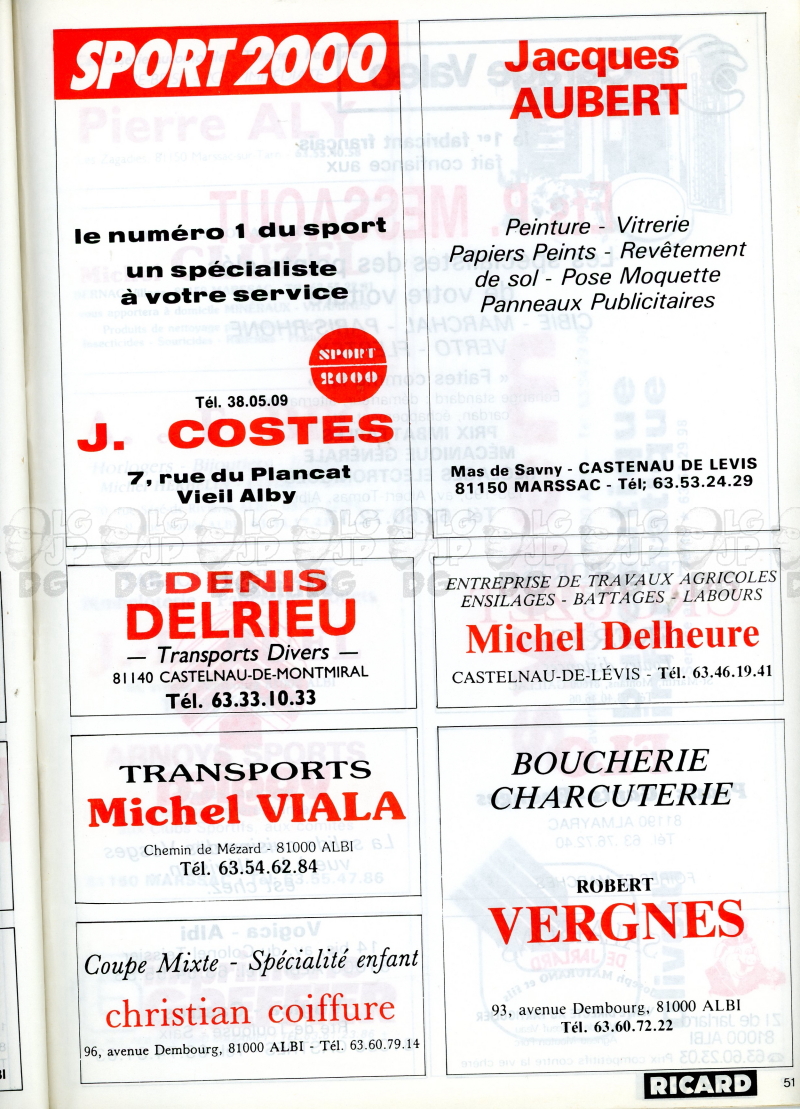 SPORT 2000
le numéro 1 du sport
un spécialiste
à votre service
SPORT
2000
Tél. 38.05.09
J. COSTES
7, rue du Plancat
Vieil Alby
Jacques
AUBERT
Peinture - Vitrerie
Papiers Peints - Revêtement
de sol - Pose Moquette
Panneaux Publicitaires
Mas de Savny - CASTENAU DE LEVIS
81150 MARSSAC - Tél; 63.53.24.29
DENIS
DELRIEU
— Transports Divers —
81140 CASTELNAU-DE-MONTMIRAL
Tél. 63.33.10.33
ENTREPRISE DE TRAVAUX AGRICOLES
ENSILAGES - BATTAGES - LABOURS
Michel Delheure
CASTELNAU-DE-LÉVIS - Tél. 63.46.19.41
TRANSPORTS
Michel VIALA
Chemin de Mézard - 81000 ALBI
Tél. 63.54.62.84
BOUCHERIE
CHARCUTERIE
ROBERT
VERGNES
93, avenue Dembourg, 81000 ALBI
Tél. 63.60.72.22
Coupe Mixte - Spécialité enfant
christian coiffure
96, avenue Dembourg, 81000 ALBI - Tél. 63.60.79.14
RICARD
51